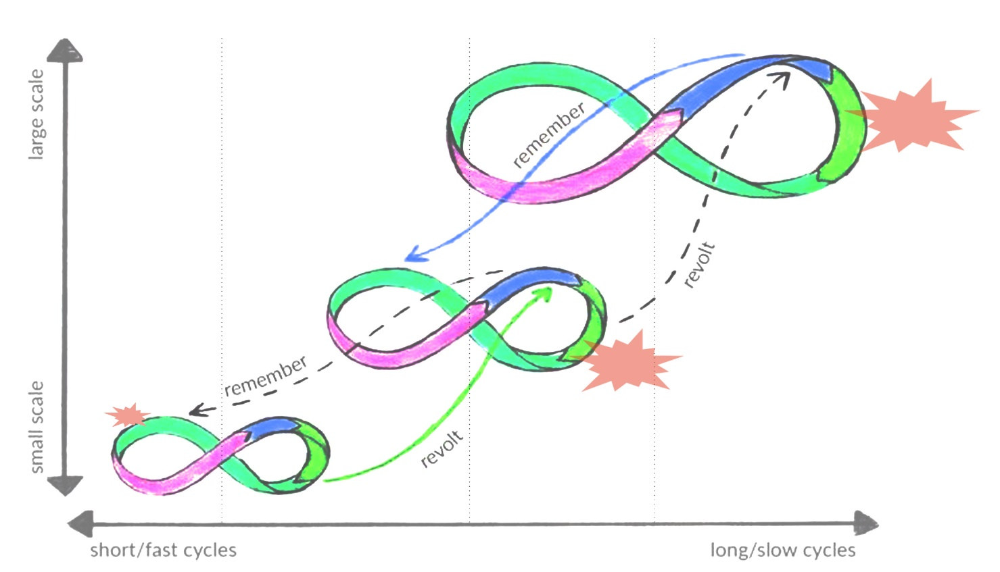 large scale
remember
revolt
remember
small scale
revolt
short/fast cycles
long/slow cycles